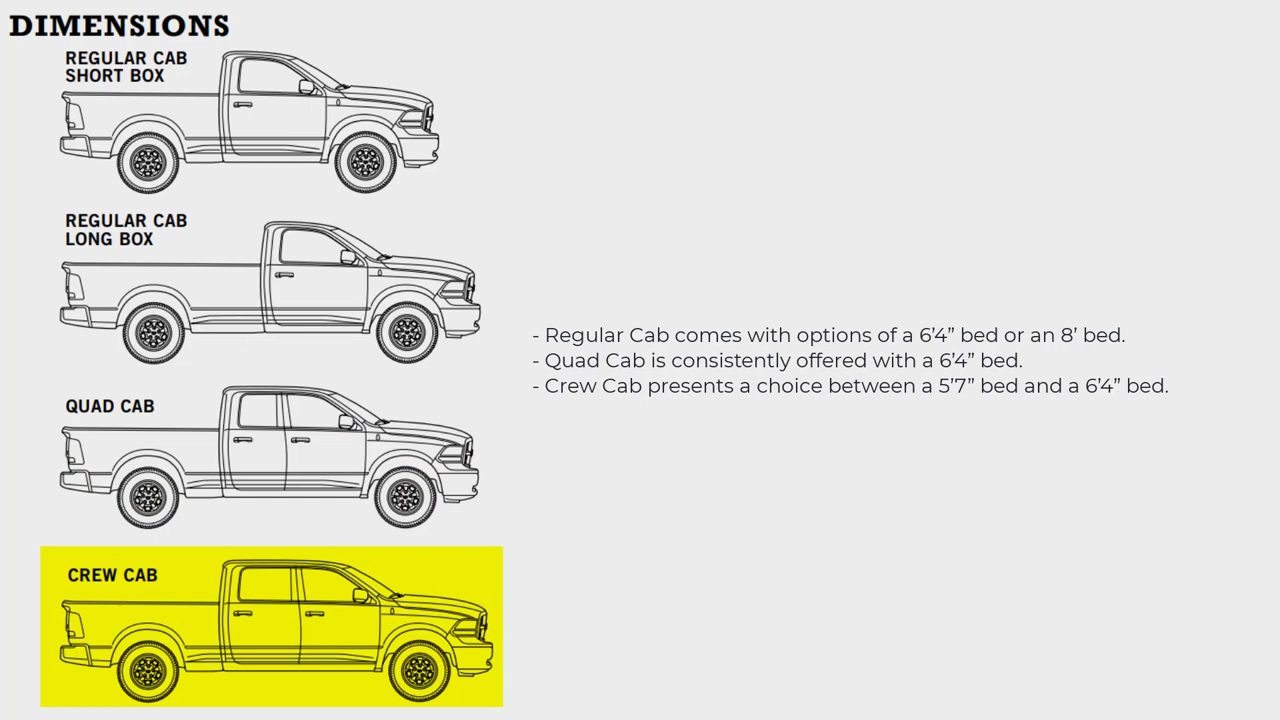 DIMENSIONS
REGULAR CAB
SHORT BOX
REGULAR CAB
LONG BOX
QUAD CAB
CREW CAB
- Regular Cab comes with options of a 6’4” bed or an 8’ bed.
- Quad Cab is consistently offered with a 6’4” bed.
- Crew Cab presents a choice between a 5’7” bed and a 6’4” bed.